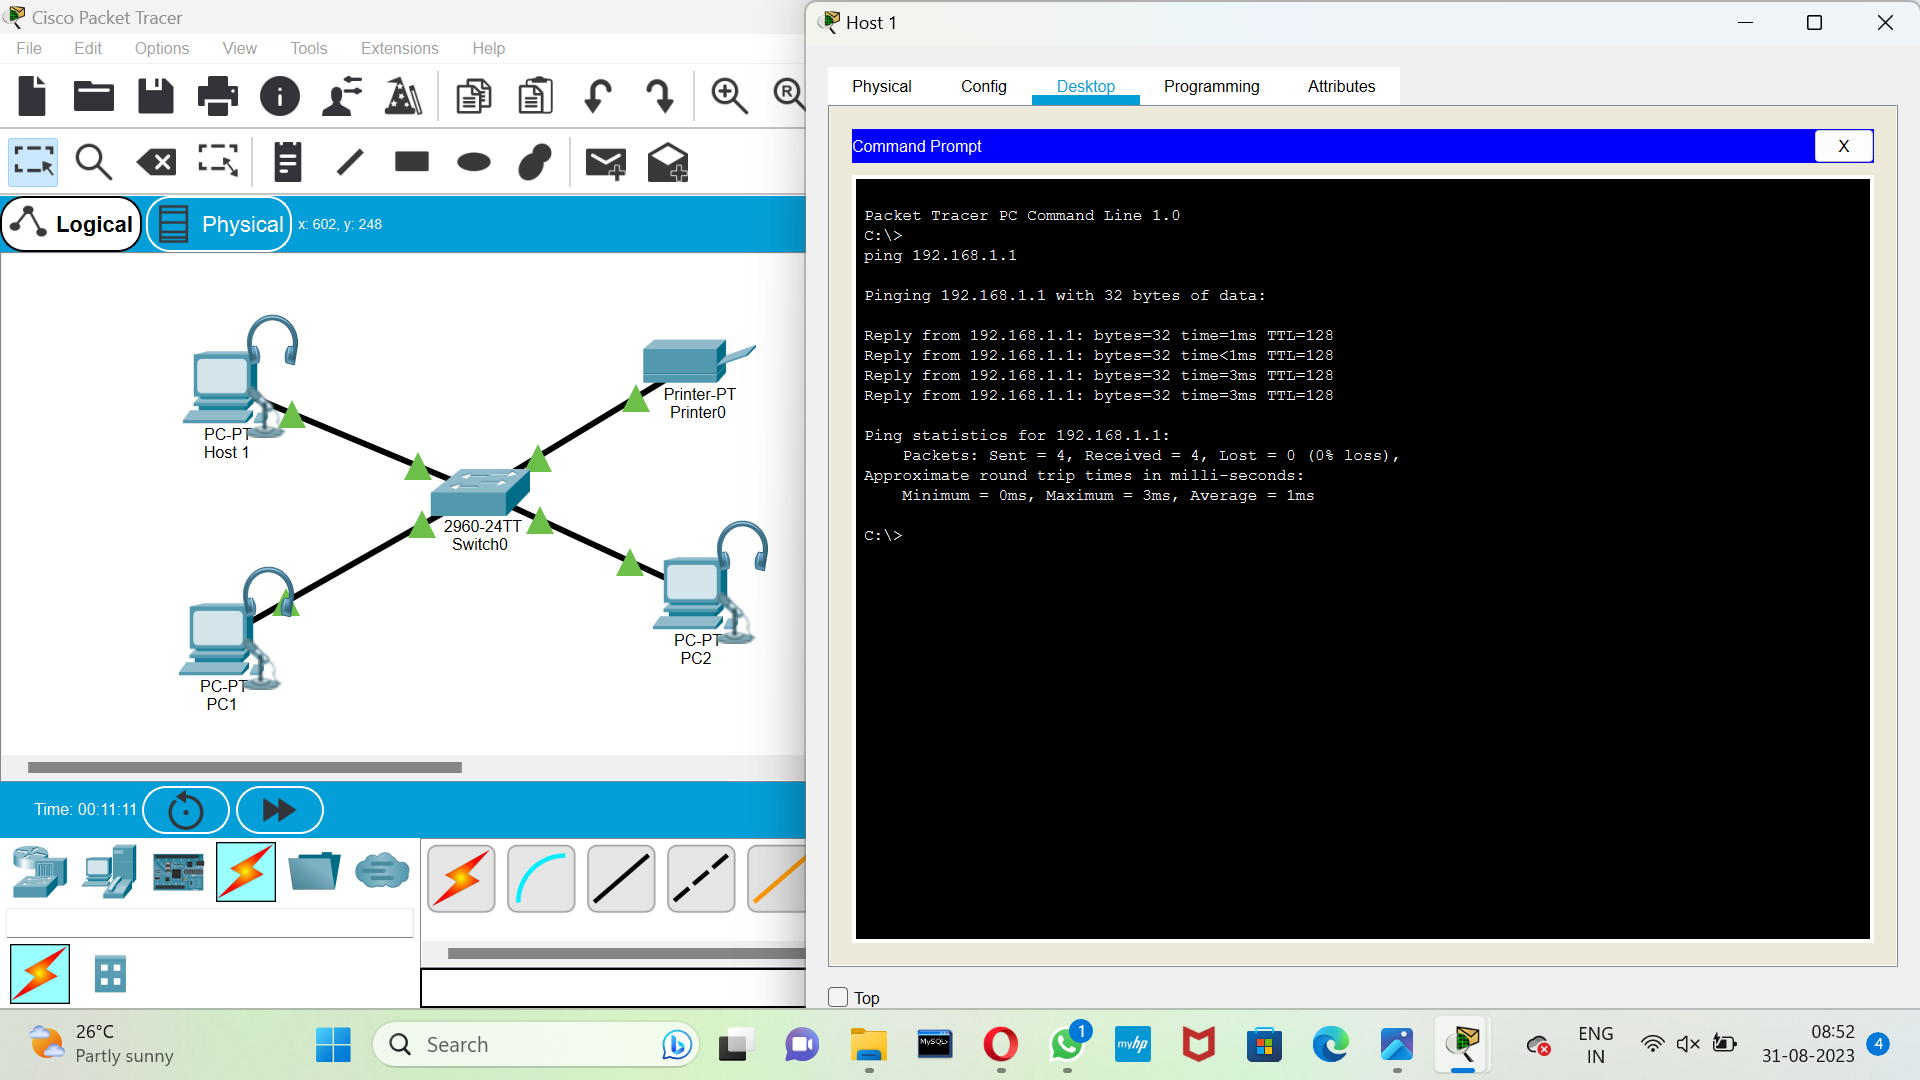 Cisco Packet Tracer
File Edit Options View Tools Extensions Help
Logical Physical x: 602, y: 248
PC-PT
Host 1
Printer-PT
Printer0
2960-24TT
Switch0
PC-PT
PC2
PC-PT
PC1
Time: 00:11:11
Host 1
Physical Config Desktop Programming Attributes
Command Prompt X
Packet Tracer PC Command Line 1.0
C:\>
ping 192.168.1.1
Pinging 192.168.1.1 with 32 bytes of data:
Reply from 192.168.1.1: bytes=32 time=1ms TTL=128
Reply from 192.168.1.1: bytes=32 time<1ms TTL=128
Reply from 192.168.1.1: bytes=32 time=3ms TTL=128
Reply from 192.168.1.1: bytes=32 time=3ms TTL=128
Ping statistics for 192.168.1.1:
Packets: Sent = 4, Received = 4, Lost = 0 (0% loss),
Approximate round trip times in milli-seconds:
Minimum = 0ms, Maximum = 3ms, Average = 1ms
C:\>
Top
26°C
Partly sunny
Search
MySQL>
1
myhp
ENG
IN
08:52
31-08-2023
4
R